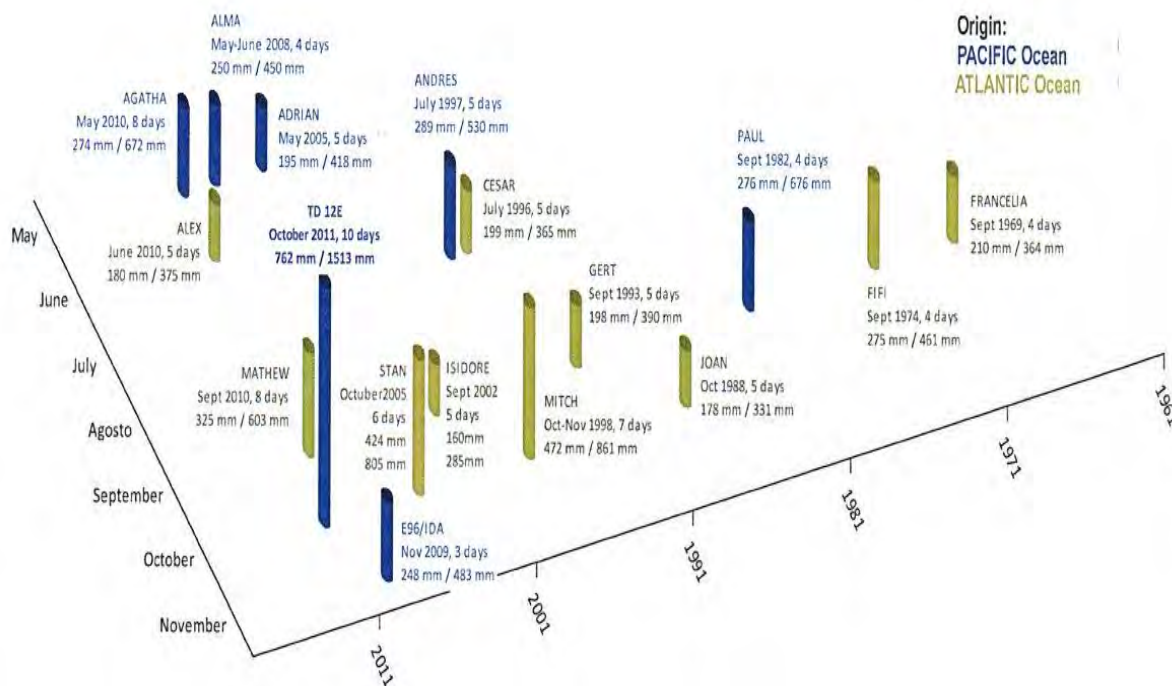 Origin:
PACIFIC Ocean
ATLANTIC Ocean
ALMA
May-June 2008, 4 days
250 mm / 450 mm
AGATHA
May 2010, 8 days
274 mm / 672 mm
ADRIAN
May 2005, 5 days
195 mm / 418 mm
ANDRES
July 1997, 5 days
289 mm / 530 mm
CESAR
July 1996, 5 days
199 mm / 365 mm
PAUL
Sept 1982, 4 days
276 mm / 676 mm
FRANCELIA
Sept 1969, 4 days
210 mm / 364 mm
ALEX
June 2010, 5 days
180 mm / 375 mm
TD 12E
October 2011, 10 days
762 mm / 1513 mm
GERT
Sept 1993, 5 days
198 mm / 390 mm
FIFI
Sept 1974, 4 days
275 mm / 461 mm
MATHEW
Sept 2010, 8 days
325 mm / 603 mm
STAN
Octuber2005
6 days
424 mm
805 mm
ISIDORE
Sept 2002
5 days
160mm
285mm
MITCH
Oct-Nov 1998, 7 days
472 mm / 861 mm
JOAN
Oct 1988, 5 days
178 mm / 331 mm
E96/IDA
Nov 2009, 3 days
248 mm / 483 mm
May
June
July
Agosto
September
October
November
2011
2001
1991
1981
1971
1961